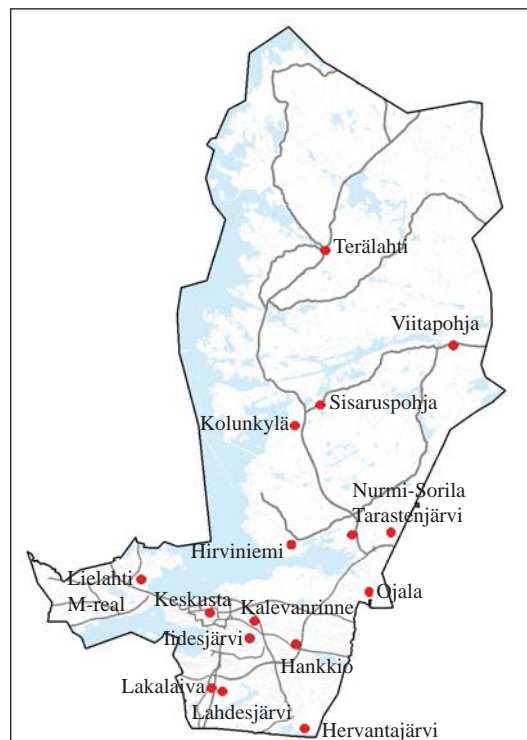 Terälahti
Viitapohja
Sisaruspohja
Kolunkylä
Nurmi-Sorila
Tarastenjärvi
Hirviniemi
Lielahti
M-real
Keskusta
Kalevanrinne
Ojala
Iidesjärvi
Hankkio
Lakalaiva
Lahdesjärvi
Hervantajärvi